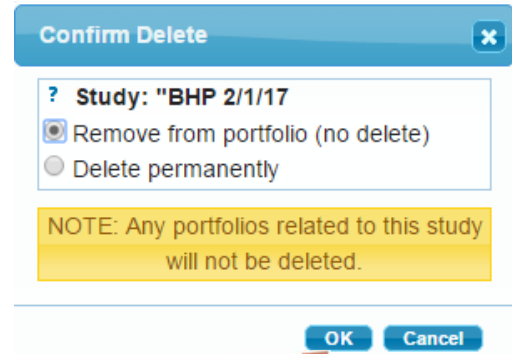 Confirm Delete
? Study: "BHP 2/1/17
Remove from portfolio (no delete)
Delete permanently
NOTE: Any portfolios related to this study
will not be deleted.
OK Cancel